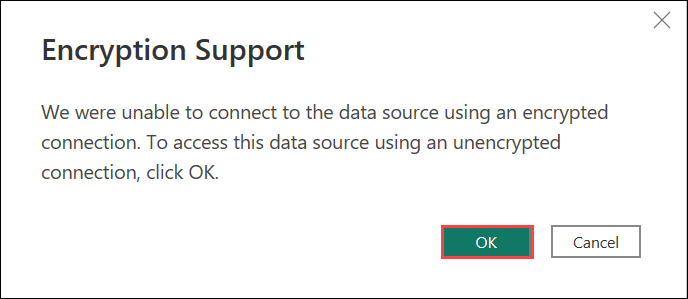 Encryption Support
We were unable to connect to the data source using an encrypted
connection. To access this data source using an unencrypted
connection, click OK.
OK
Cancel